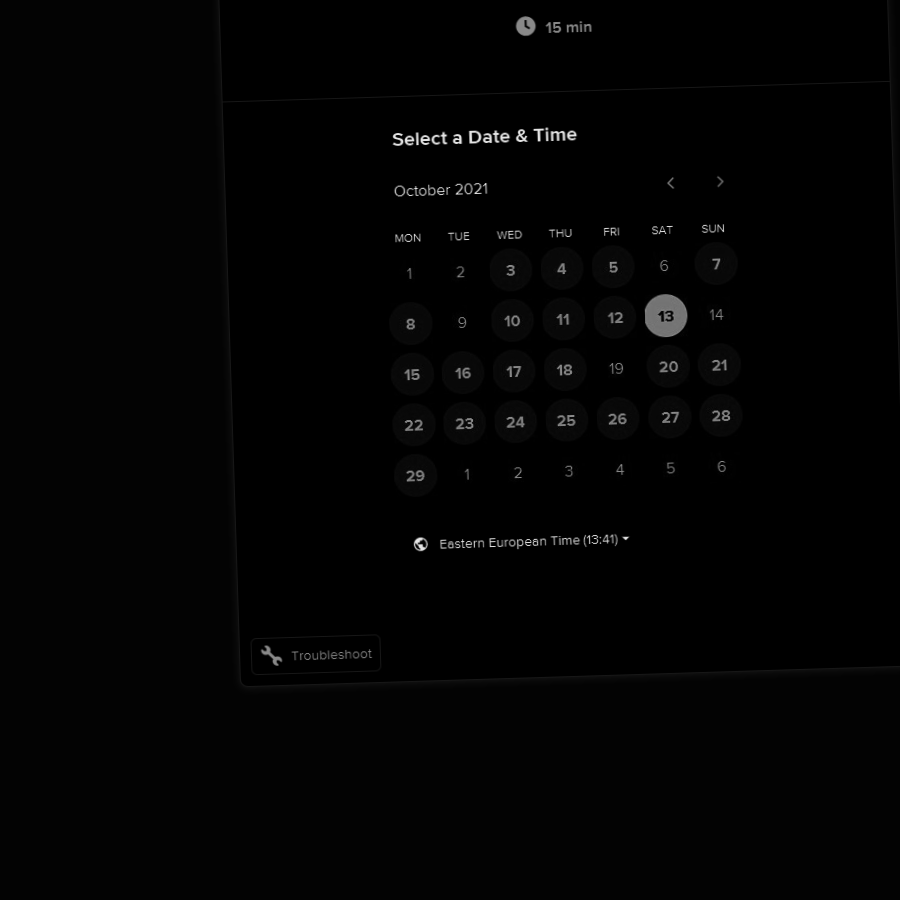 15 min
Select a Date & Time
October 2021
MON TUE WED THU FRI SAT SUN
1 2 3 4 5 6 7
8 9 10 11 12 13 14
15 16 17 18 19 20 21
22 23 24 25 26 27 28
29 1 2 3 4 5 6
Eastern European Time (13:41)
Troubleshoot